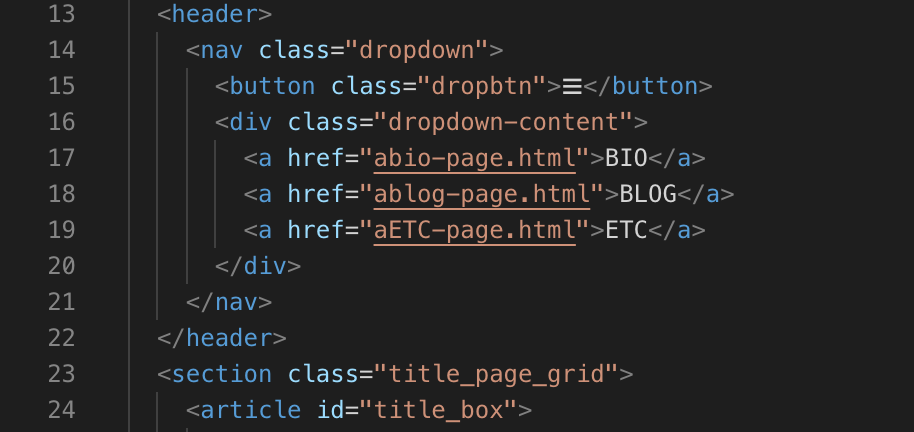 13 <header>
14 <nav class="dropdown">
15 <button class="dropbtn">☰</button>
16 <div class="dropdown-content">
17 <a href="abio-page.html">BIO</a>
18 <a href="ablog-page.html">BLOG</a>
19 <a href="aETC-page.html">ETC</a>
20 </div>
21 </nav>
22 </header>
23 <section class="title_page_grid">
24 <article id="title_box">